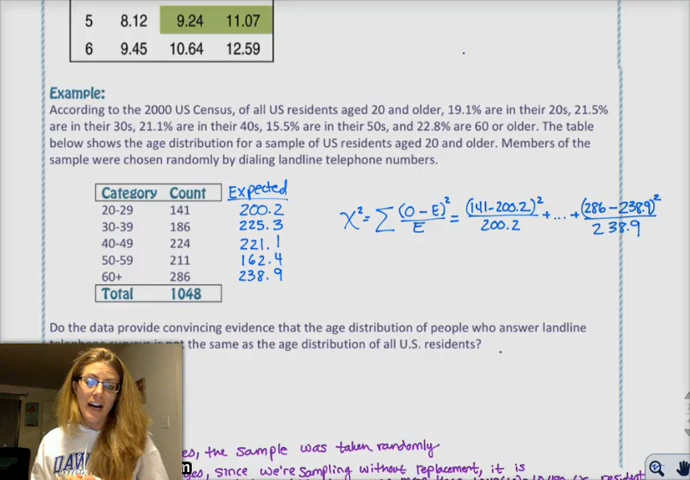 5 8.12 9.24 11.07
6 9.45 10.64 12.59
Example:
According to the 2000 US Census, of all US residents aged 20 and older, 19.1% are in their 20s, 21.5%
are in their 30s, 21.1% are in their 40s, 15.5% are in their 50s, and 22.8% are 60 or older. The table
below shows the age distribution for a sample of US residents aged 20 and older. Members of the
sample were chosen randomly by dialing landline telephone numbers.
Category Count Expected
20-29 141 200.2
30-39 186 225.3
40-49 224 221.1
50-59 211 162.4
60+ 286 238.9
Total 1048
χ² = Σ (O-E)²/E = (141-200.2)²/200.2 + ... + (286-238.9)²/238.9
Do the data provide convincing evidence that the age distribution of people who answer landline
the same as the age distribution of all U.S. residents?
the sample was taken randomly
since we're sampling without replacement, it is